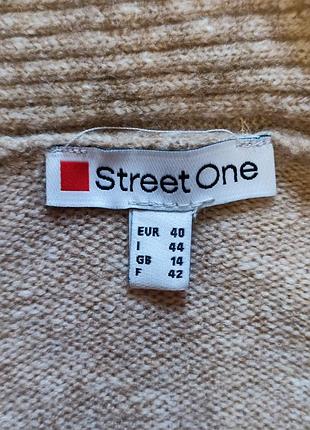 Street One
EUR 40
I 44
GB 14
F 42